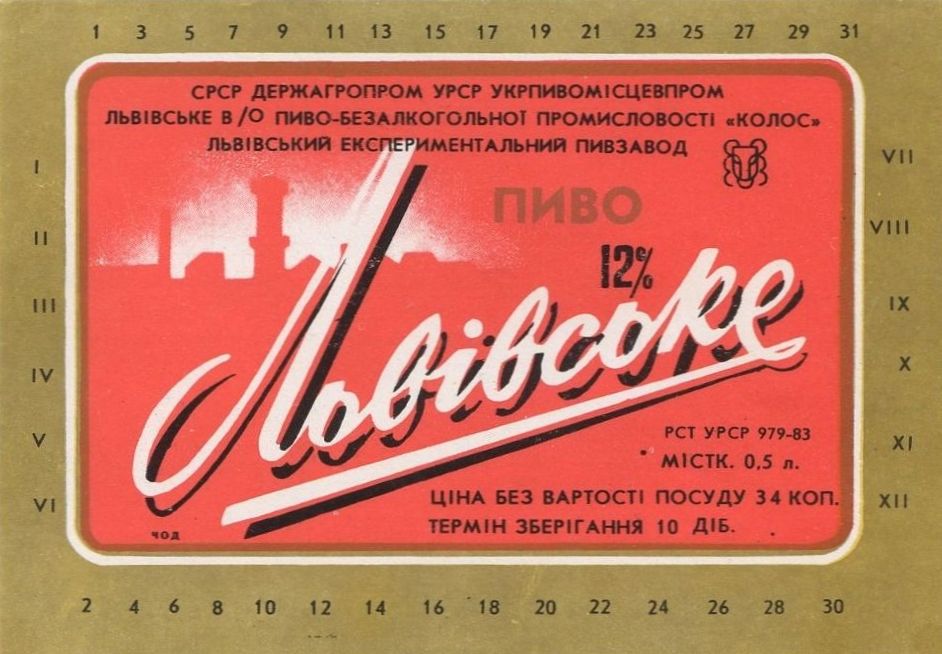 1 3 5 7 9 11 13 15 17 19 21 23 25 27 29 31
СРСР ДЕРЖАГРОПРОМ УРСР УКРПИВОМІСЦЕВПРОМ
ЛЬВІВСЬКЕ В/О ПИВО-БЕЗАЛКОГОЛЬНОЇ ПРОМИСЛОВОСТІ «КОЛОС»
ЛЬВІВСЬКИЙ ЕКСПЕРИМЕНТАЛЬНИЙ ПИВЗАВОД
I
II
III
IV
V
VI
ПИВО
12%
Львівське
РСТ УРСР 979-83
МІСТК. 0,5 л.
ЦІНА БЕЗ ВАРТОСТІ ПОСУДУ 34 КОП.
ТЕРМІН ЗБЕРІГАННЯ 10 ДІБ.
ЧОД
VII
VIII
IX
X
XI
XII
2 4 6 8 10 12 14 16 18 20 22 24 26 28 30